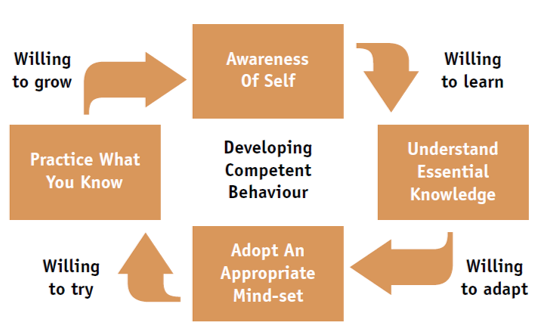 Willing
to grow
Awareness
Of Self
Willing
to learn
Practice What
You Know
Developing
Competent
Behaviour
Understand
Essential
Knowledge
Willing
to try
Adopt An
Appropriate
Mind-set
Willing
to adapt